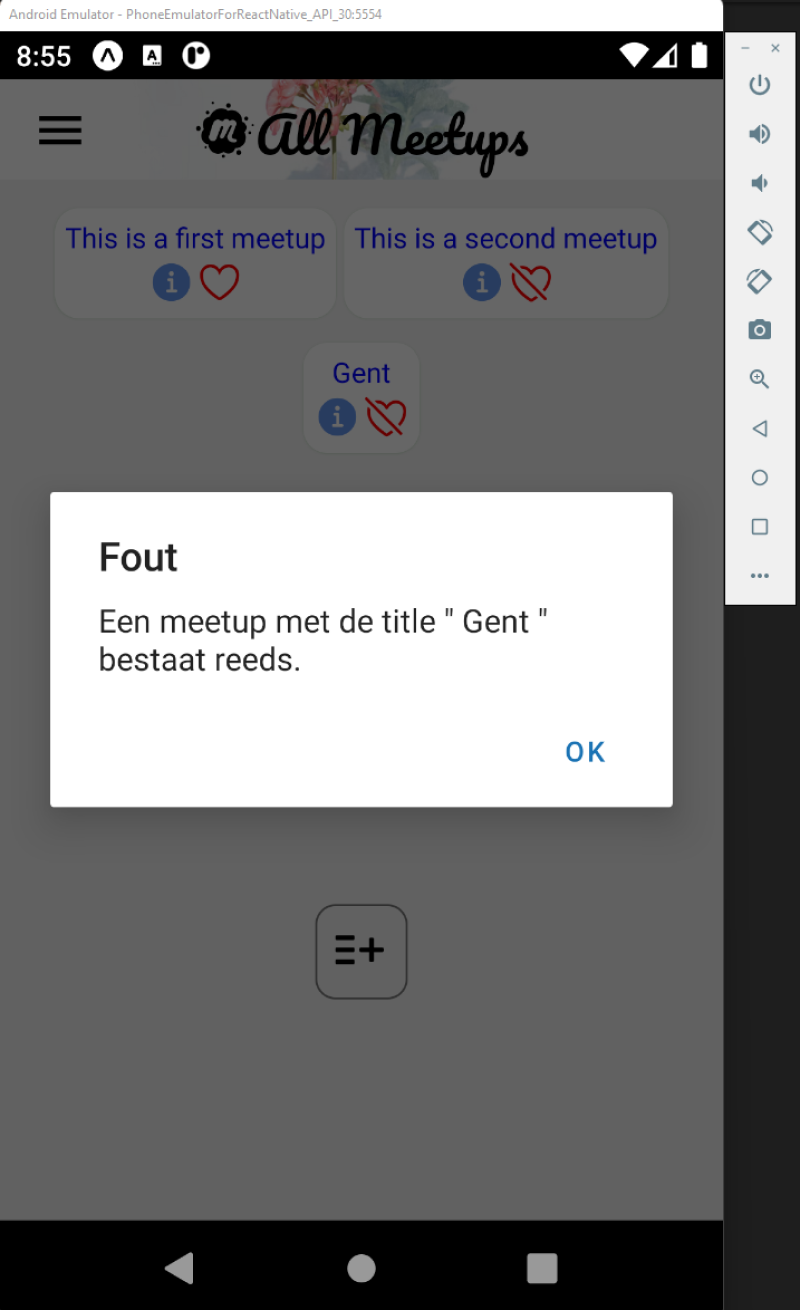 Android Emulator - PhoneEmulatorForReactNative_API_30:5554
8:55
A
m All Meetups
This is a first meetup
This is a second meetup
i
i
Gent
i
Fout
Een meetup met de title " Gent "
bestaat reeds.
OK